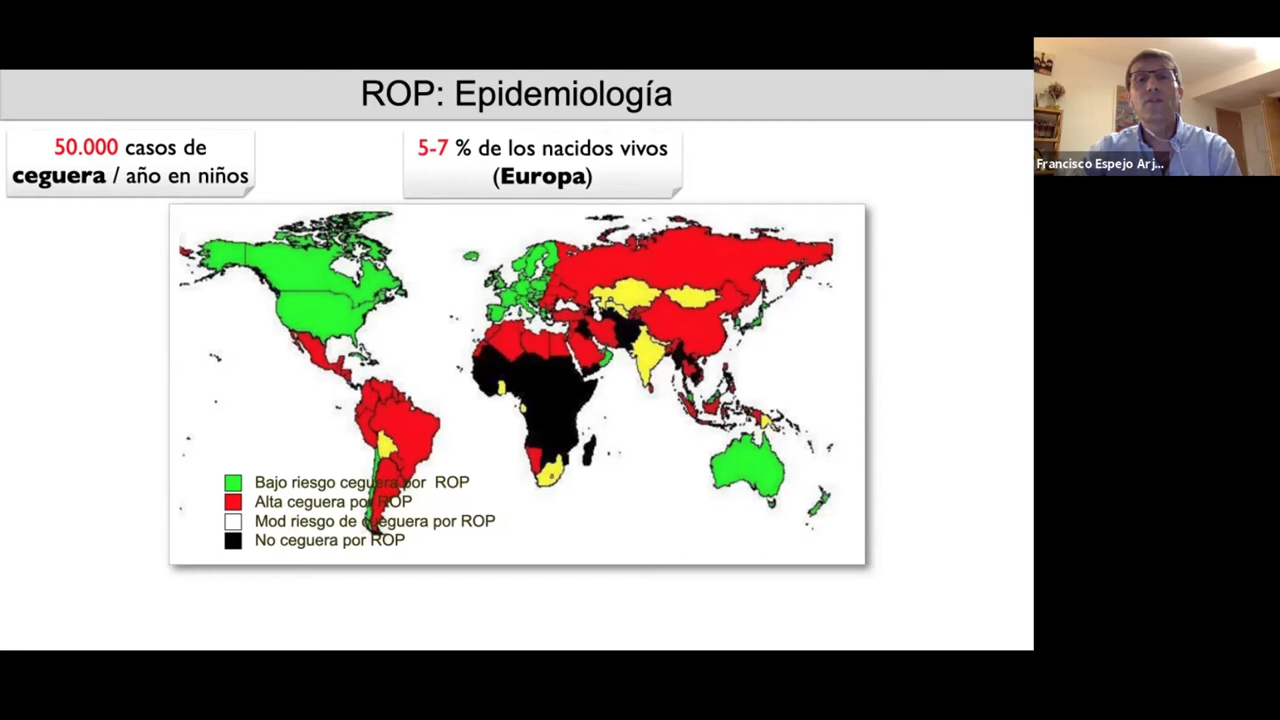 ROP: Epidemiología
50.000 casos de
ceguera / año en niños
5-7 % de los nacidos vivos
(Europa)
Francisco Espejo Arj...
Bajo riesgo ceguera por ROP
Alta ceguera por ROP
Mod riesgo de cueguera por ROP
No ceguera por ROP